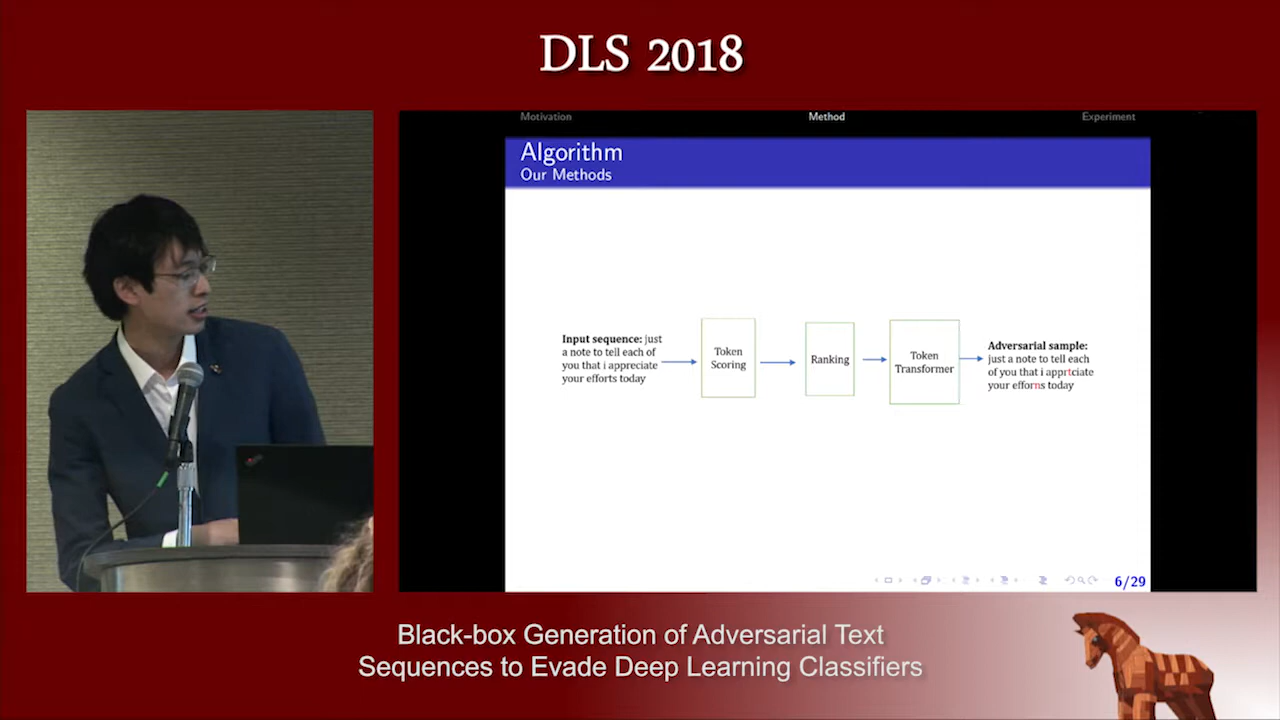 DLS 2018
Motivation
Method
Experiment
Algorithm
Our Methods
Input sequence: just
a note to tell each of
you that i appreciate
your efforts today
Token
Scoring
Ranking
Token
Transformer
Adversarial sample:
just a note to tell each
of you that i apprtciate
your efforns today
6/29
Black-box Generation of Adversarial Text
Sequences to Evade Deep Learning Classifiers